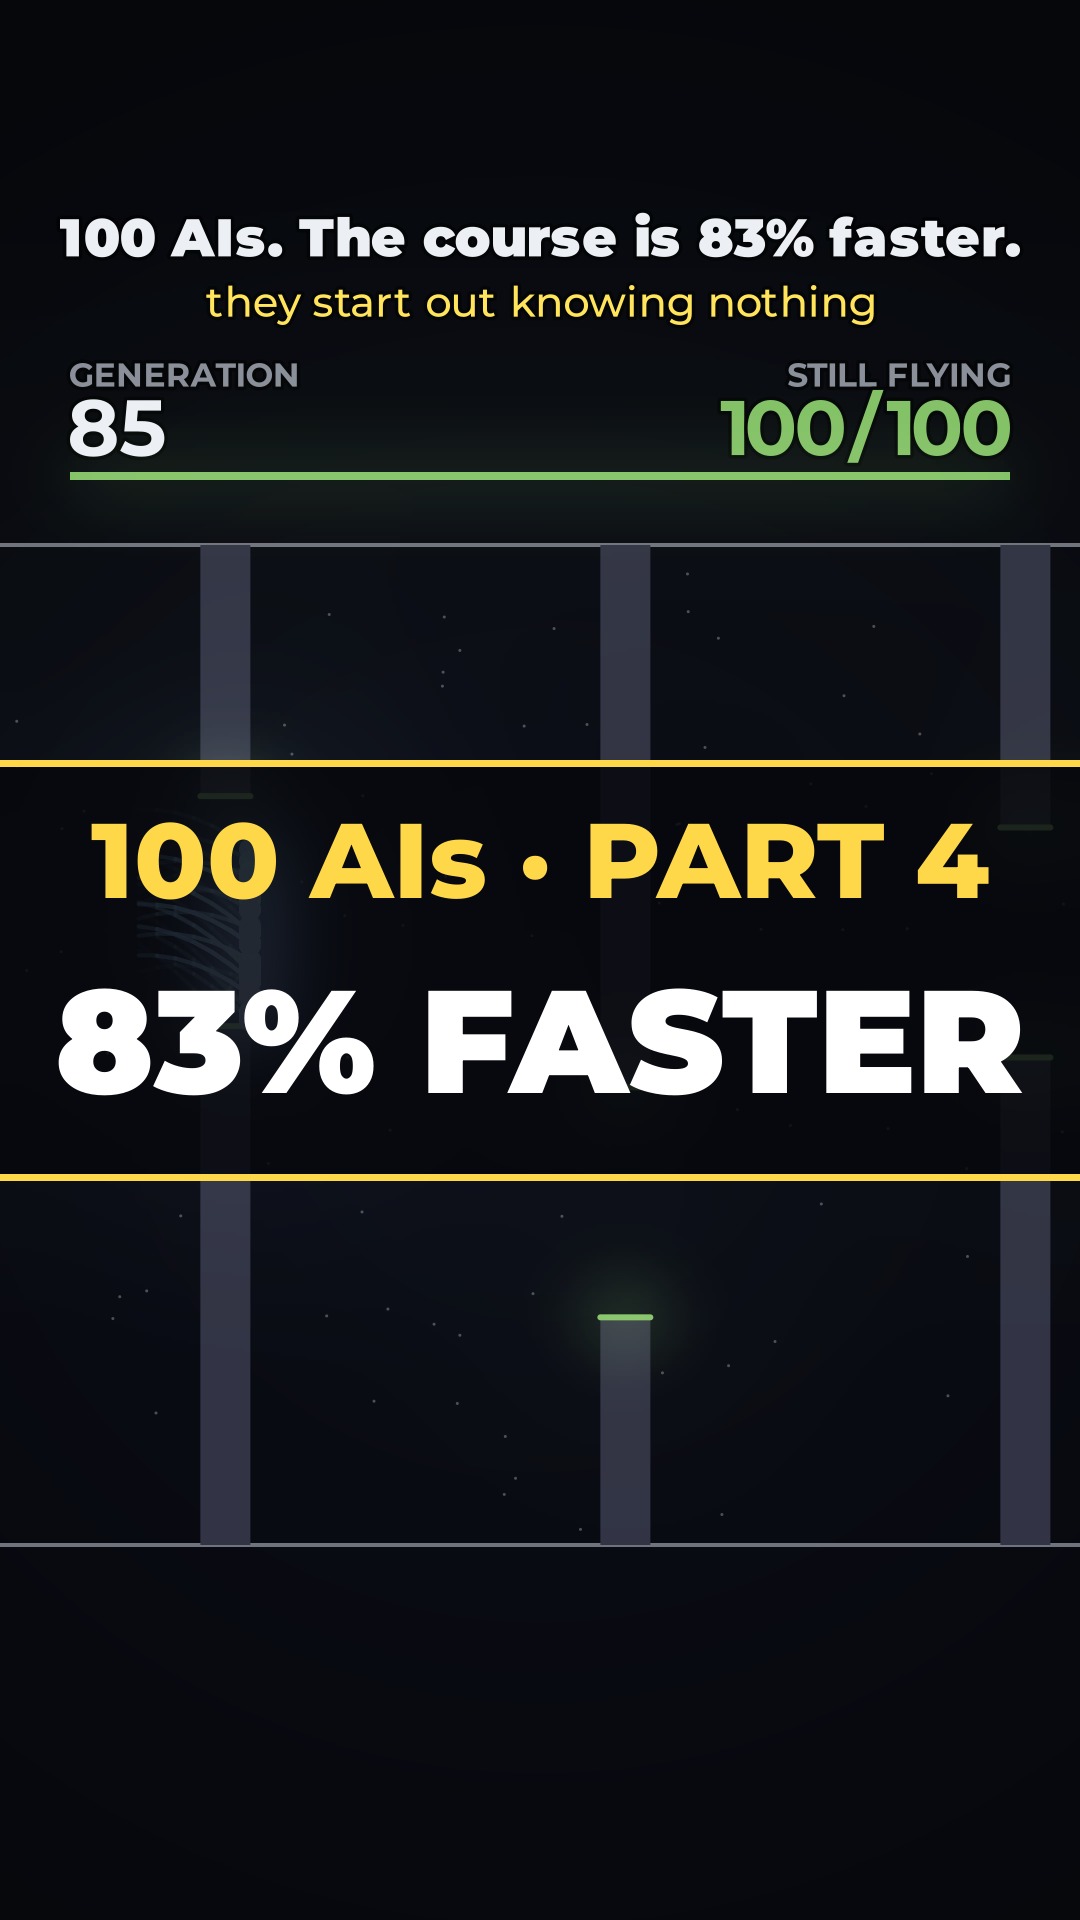 100 AIs. The course is 83% faster.
they start out knowing nothing
GENERATION
STILL FLYING
85
100/100
100 AIs • PART 4
83% FASTER